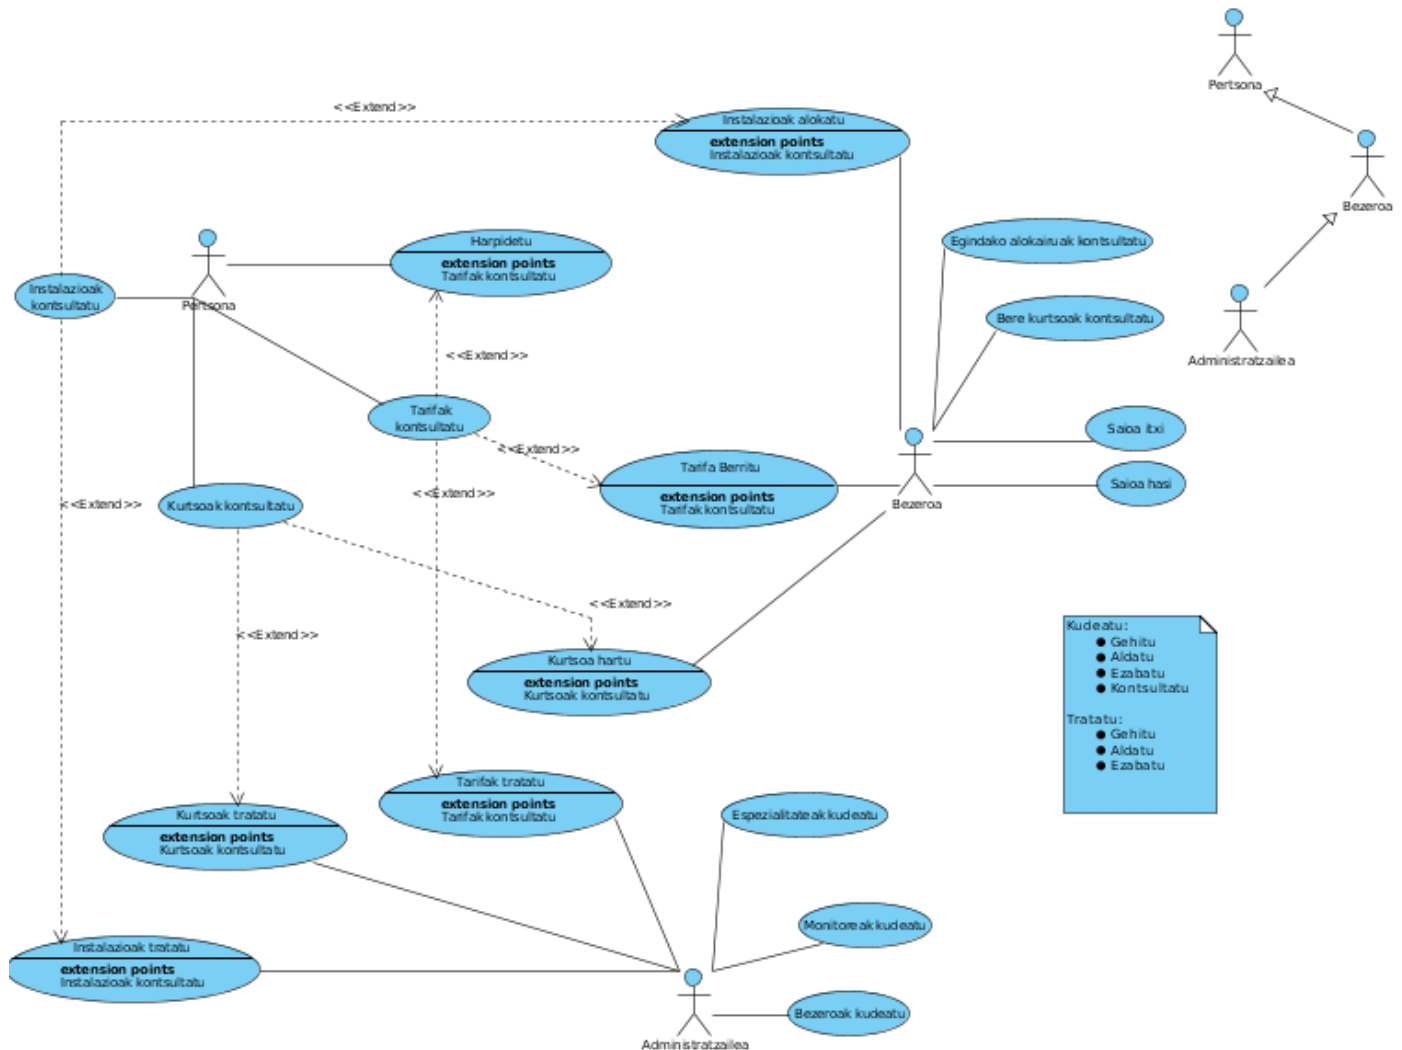 Pertsona
<<Extend>>
Instalazioak alokatu
extension points
Instalazioak kontsultatu
Bezeroa
Harpidetu
extension points
Tarifak kontsultatu
Egindako alokairuak kontsultatu
Instalazioak
kontsultatu
Pertsona
Bere kurtsoak kontsultatu
<<Extend>>
Administratzailea
Tarifak
kontsultatu
Saioa itxi
<<Extend>>
Tarifa Berritu
extension points
Tarifak kontsultatu
Saioa hasi
<<Extend>>
<<Extend>>
Kurtsoak kontsultatu
Bezeroa
<<Extend>>
<<Extend>>
Kudeatu:
● Gehitu
● Aldatu
● Ezabatu
● Kontsultatu
Tratatu:
● Gehitu
● Aldatu
● Ezabatu
Kurtsoa hartu
extension points
Kurtsoak kontsultatu
Tarifak tratatu
extension points
Tarifak kontsultatu
Kurtsoak tratatu
extension points
Kurtsoak kontsultatu
Espezialitateak kudeatu
Monitoreak kudeatu
Instalazioak tratatu
extension points
Instalazioak kontsultatu
Bezeroak kudeatu
Administratzailea